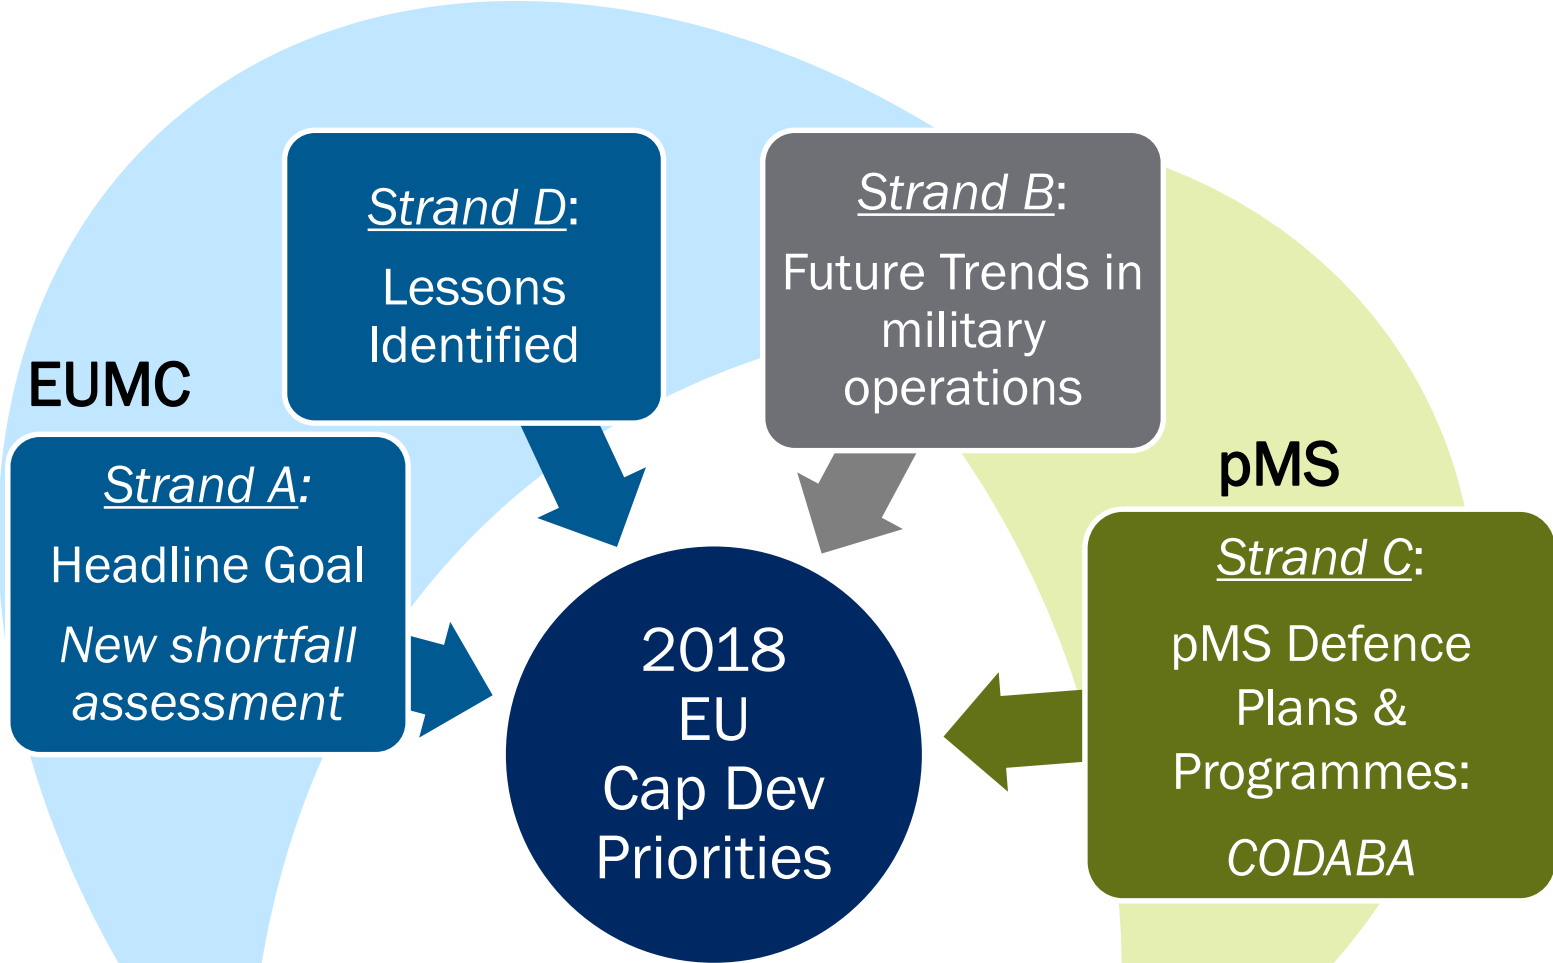 EUMC
Strand A:
Headline Goal
New shortfall
assessment
Strand D:
Lessons
Identified
Strand B:
Future Trends in
military
operations
pMS
Strand C:
pMS Defence
Plans &
Programmes:
CODABA
2018
EU
Cap Dev
Priorities